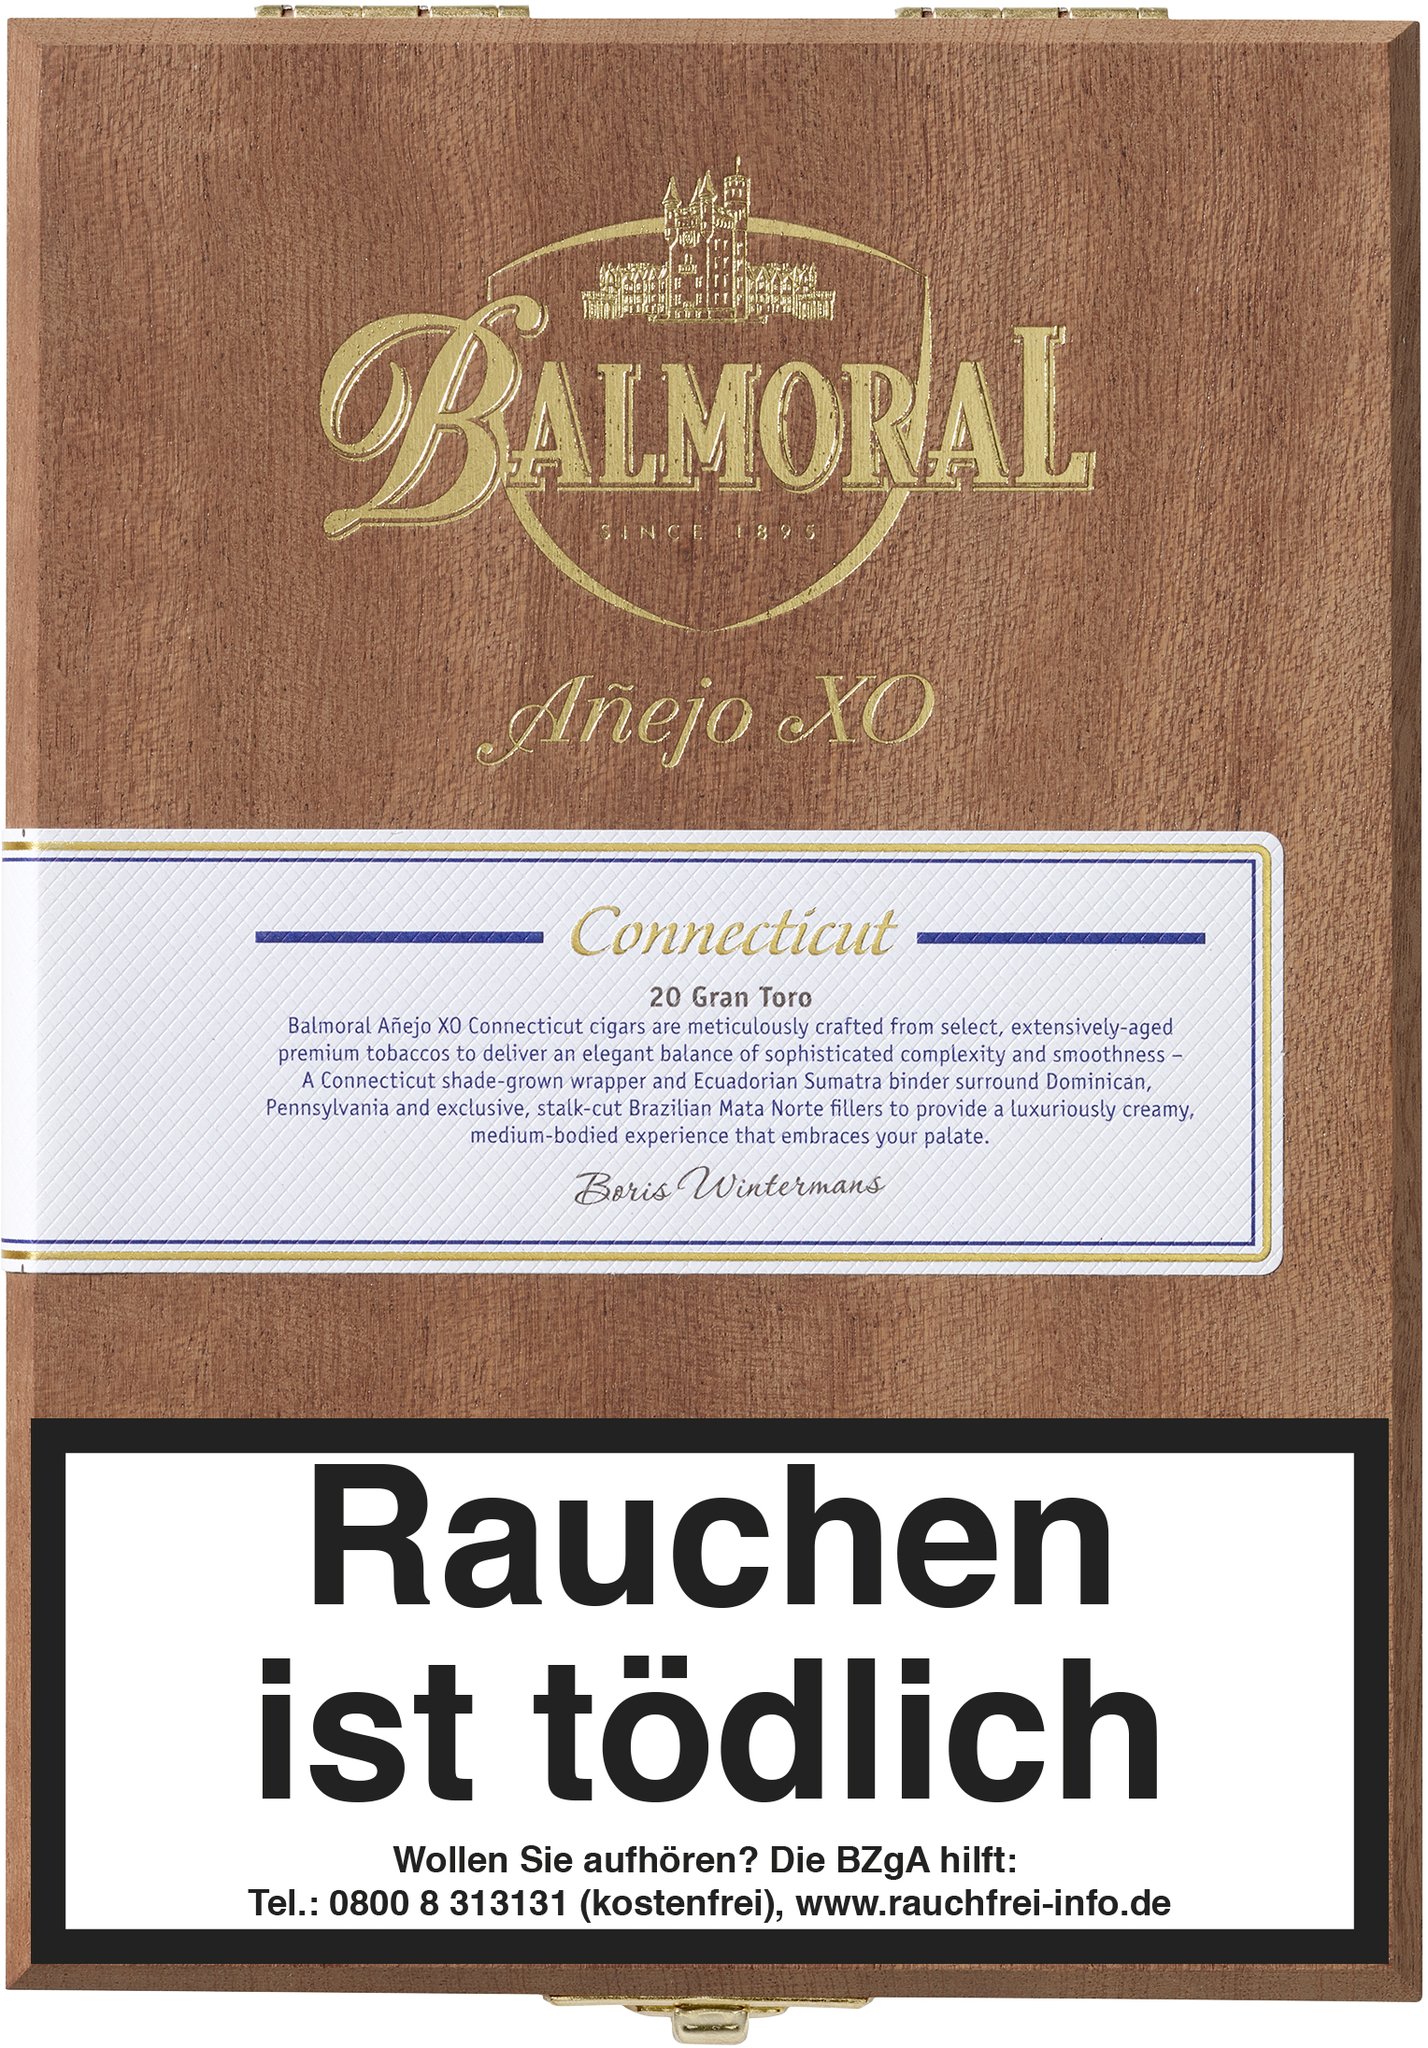 BALMORAL
SINCE 1895
Añejo XO
Connecticut
20 Gran Toro
Balmoral Añejo XO Connecticut cigars are meticulously crafted from select, extensively-aged
premium tobaccos to deliver an elegant balance of sophisticated complexity and smoothness –
A Connecticut shade-grown wrapper and Ecuadorian Sumatra binder surround Dominican,
Pennsylvania and exclusive, stalk-cut Brazilian Mata Norte fillers to provide a luxuriously creamy,
medium-bodied experience that embraces your palate.
Boris Wintermans
Rauchen
ist tödlich
Wollen Sie aufhören? Die BZgA hilft:
Tel.: 0800 8 313131 (kostenfrei), www.rauchfrei-info.de